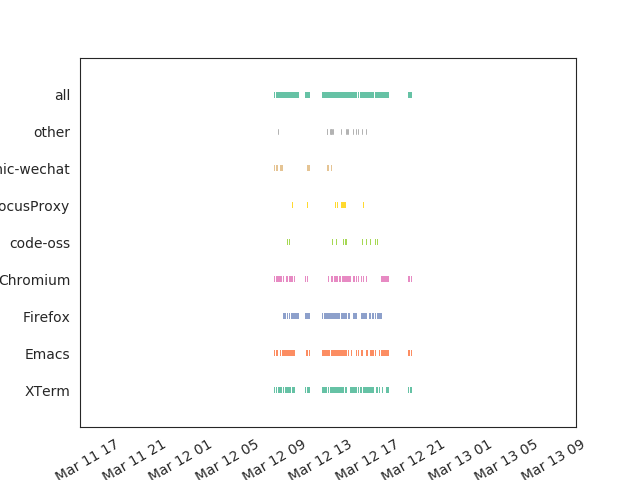 all
other
nic-wechat
ocusProxy
code-oss
Chromium
Firefox
Emacs
XTerm
Mar 11 17
Mar 11 21
Mar 12 01
Mar 12 05
Mar 12 09
Mar 12 13
Mar 12 17
Mar 12 21
Mar 13 01
Mar 13 05
Mar 13 09